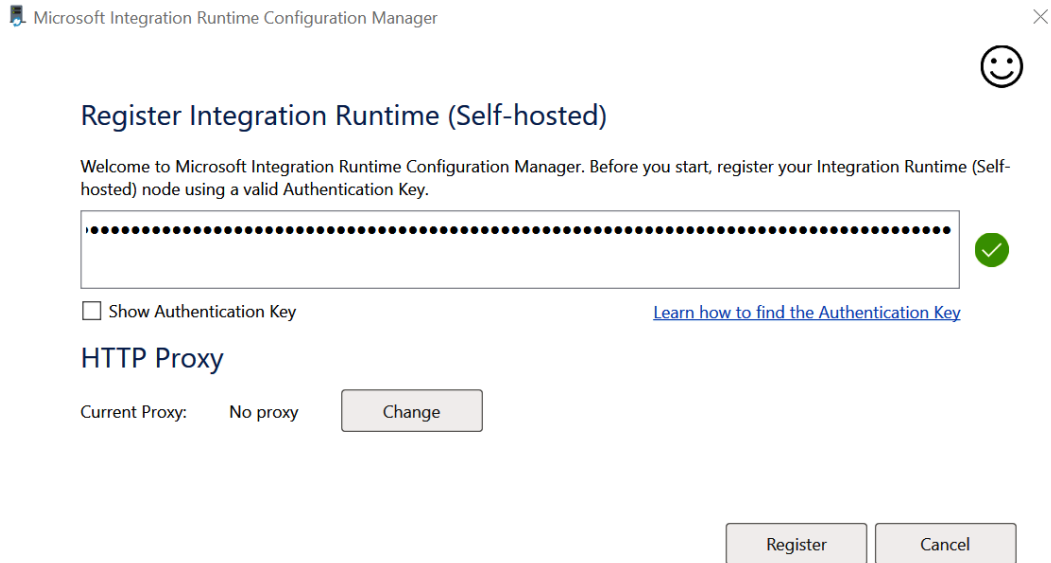 Microsoft Integration Runtime Configuration Manager
Register Integration Runtime (Self-hosted)
Welcome to Microsoft Integration Runtime Configuration Manager. Before you start, register your Integration Runtime (Self-
hosted) node using a valid Authentication Key.
Show Authentication Key
Learn how to find the Authentication Key
HTTP Proxy
Current Proxy: No proxy Change
Register Cancel